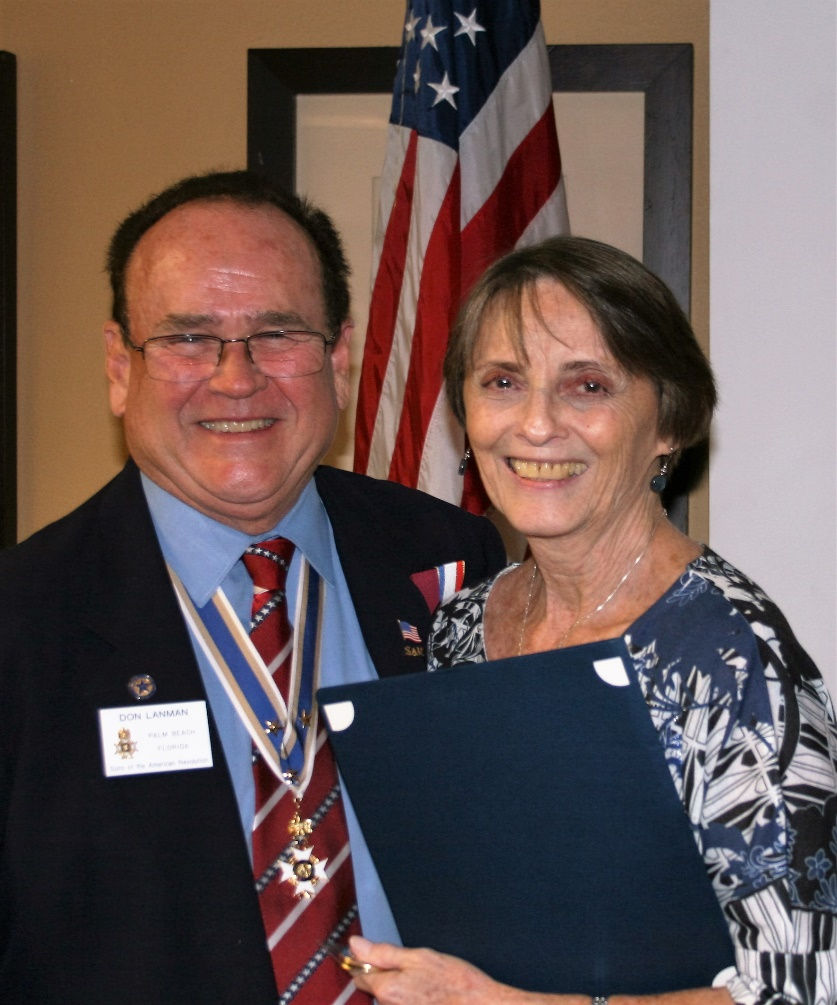 DON LANMAN
PALM BEACH
FLORIDA
Sons of the American Revolution
SAR